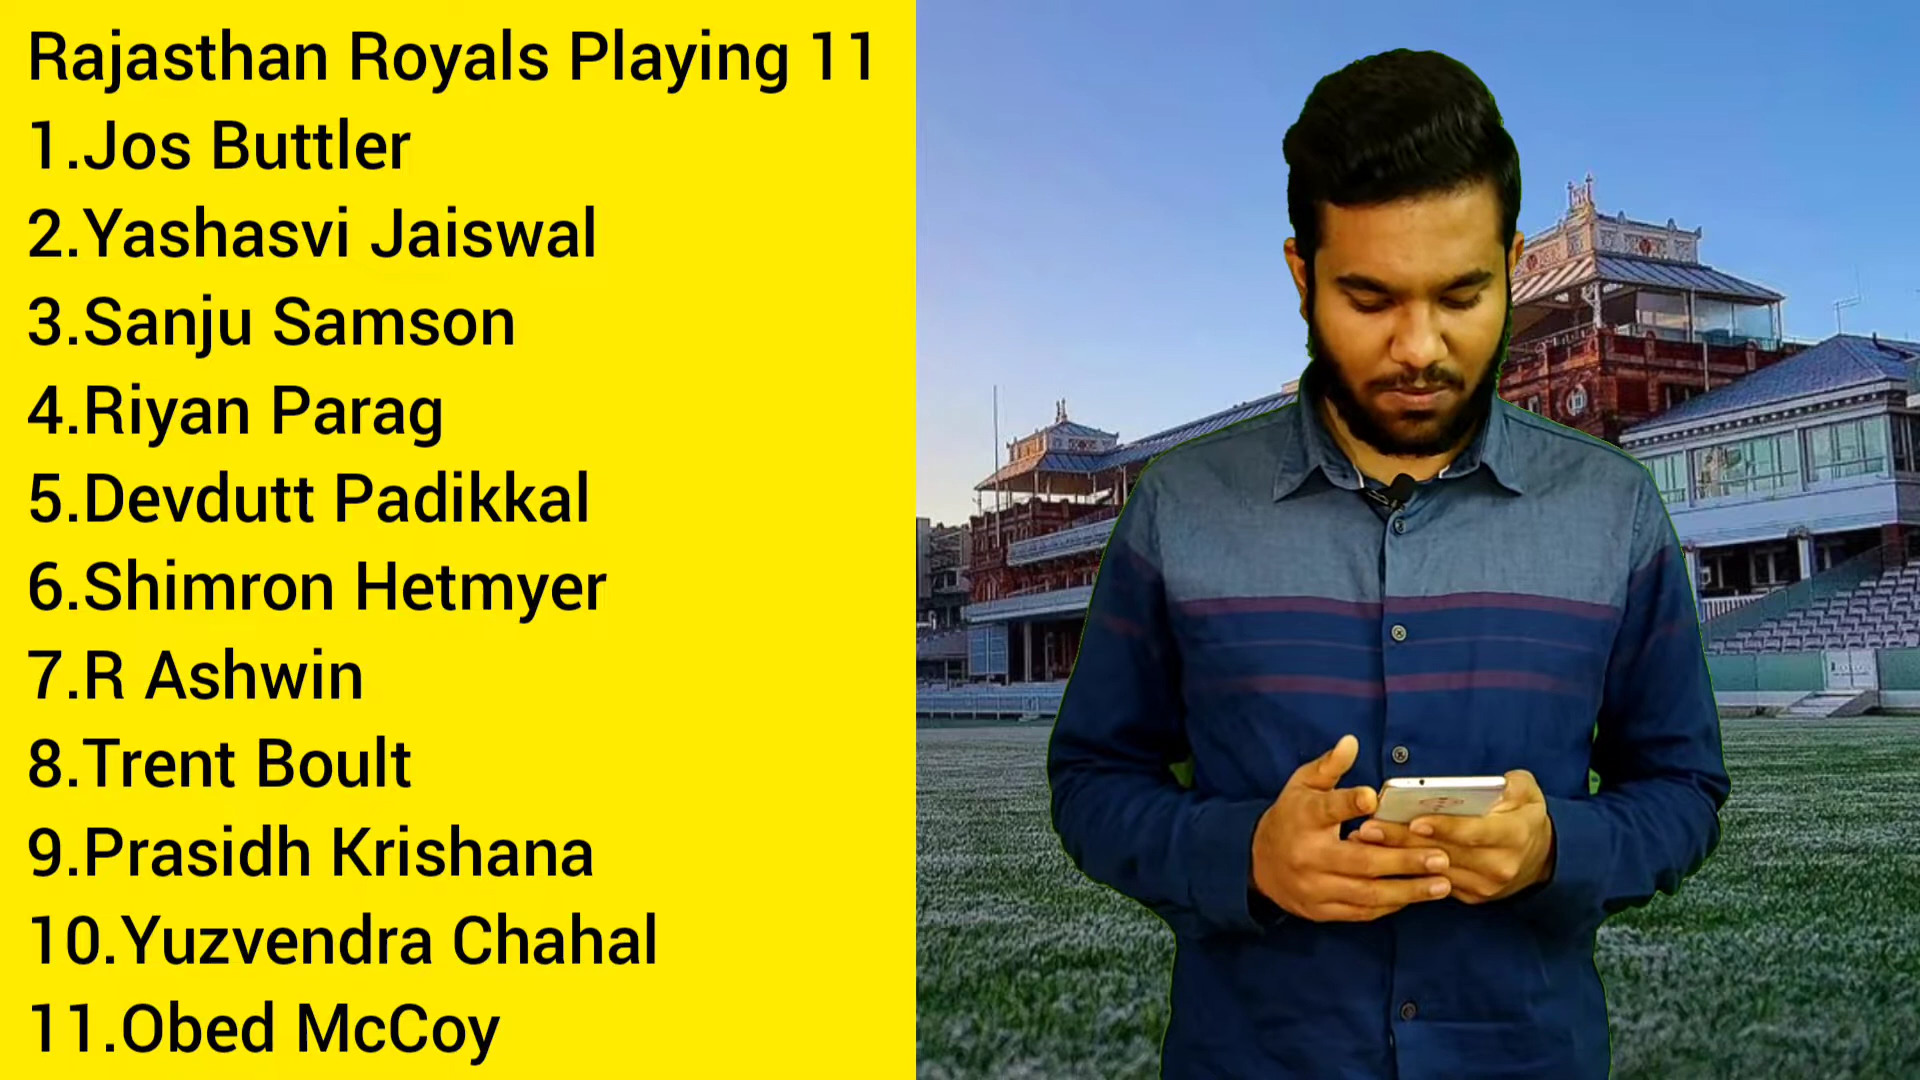 Rajasthan Royals Playing 11
1.Jos Buttler
2.Yashasvi Jaiswal
3.Sanju Samson
4.Riyan Parag
5.Devdutt Padikkal
6.Shimron Hetmyer
7.R Ashwin
8.Trent Boult
9.Prasidh Krishana
10.Yuzvendra Chahal
11.Obed McCoy